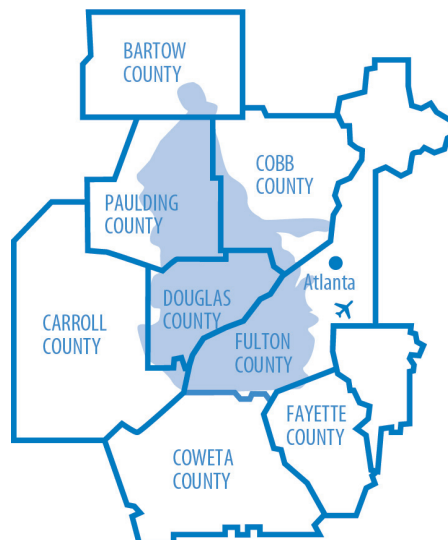 BARTOW
COUNTY
COBB
COUNTY
PAULDING
COUNTY
Atlanta
DOUGLAS
COUNTY
CARROLL
COUNTY
FULTON
COUNTY
FAYETTE
COUNTY
COWETA
COUNTY